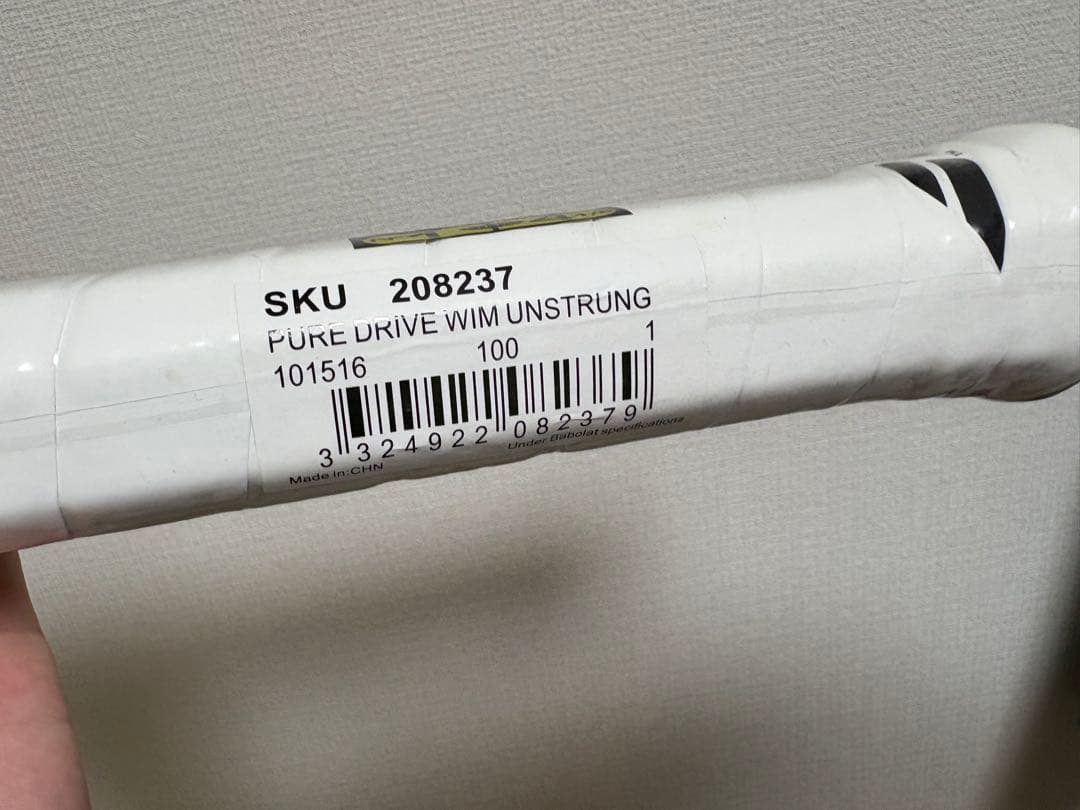 SKU 208237
PURE DRIVE WIM UNSTRUNG
101516 100 1
3 324922 082379
Made in:CHN Under Babolat specifications